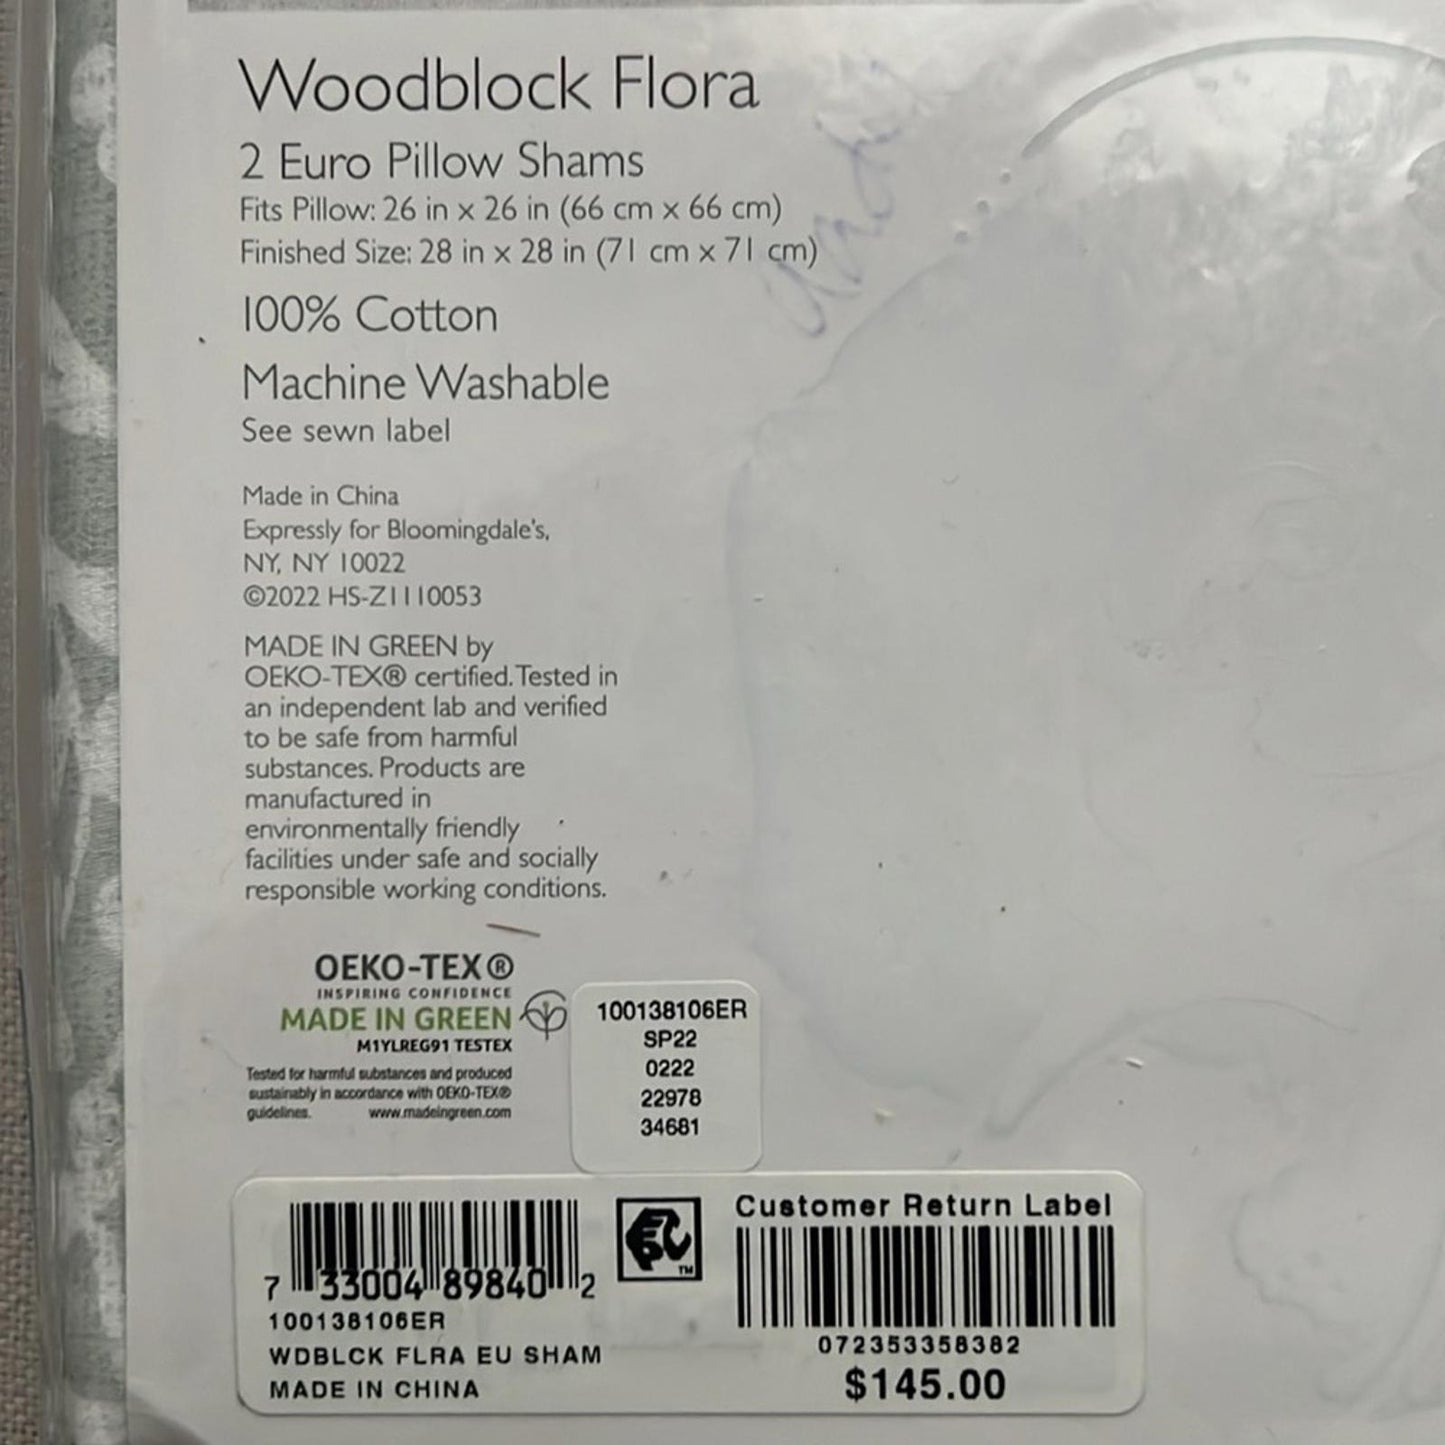 Woodblock Flora
2 Euro Pillow Shams
Fits Pillow: 26 in x 26 in (66 cm x 66 cm)
Finished Size: 28 in x 28 in (71 cm x 71 cm)
100% Cotton
Machine Washable
See sewn label
Made in China
Expressly for Bloomingdale's,
NY, NY 10022
©2022 HS-Z1110053
MADE IN GREEN by
OEKO-TEX® certified. Tested in
an independent lab and verified
to be safe from harmful
substances. Products are
manufactured in
environmentally friendly
facilities under safe and socially
responsible working conditions.
OEKO-TEX®
INSPIRING CONFIDENCE
MADE IN GREEN
M1YLREG91 TESTEX
Tested for harmful substances and produced
sustainably in accordance with OEKO-TEX®
guidelines. www.madeingreen.com
100138106ER
SP22
0222
22978
34681
7 33004 89840 2
100138106ER
WDBLCK FLRA EU SHAM
MADE IN CHINA
EPC TM
Customer Return Label
072353358382
$145.00